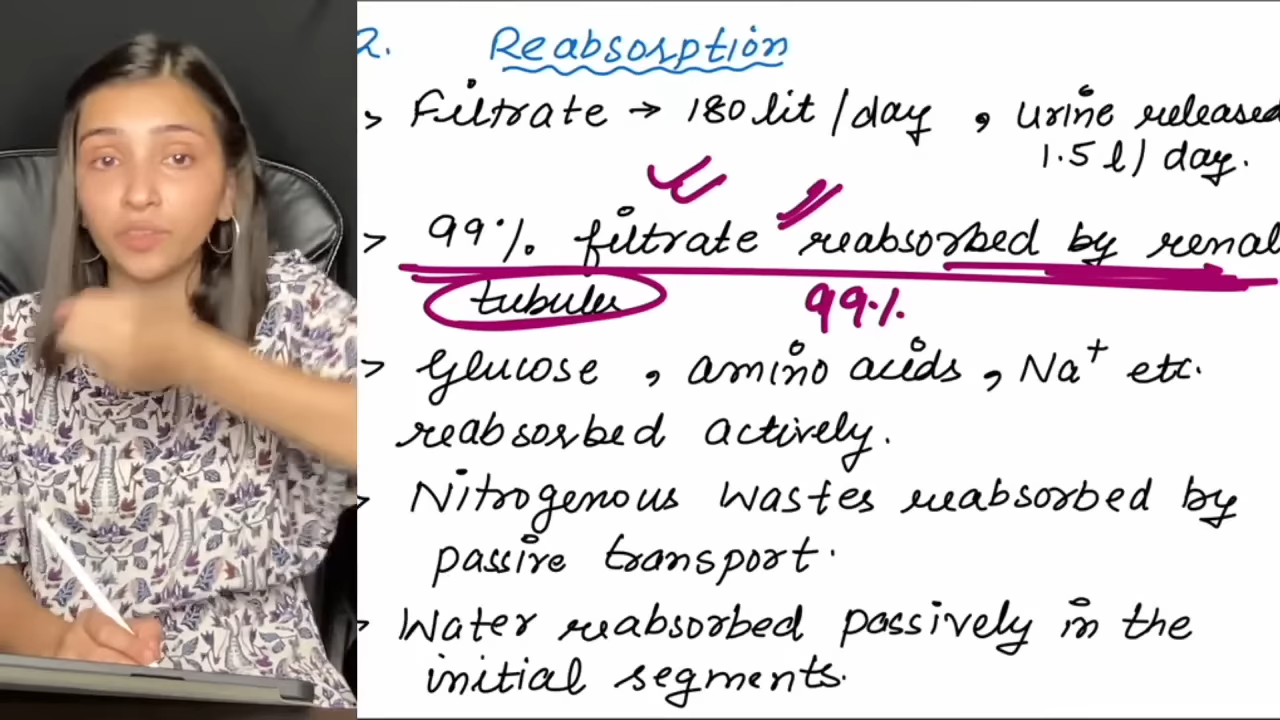 2. Reabsorption
> Filtrate → 180 lit / day , urine released
1.5 l / day.
> 99% filtrate reabsorbed by renal
tubules
99%
> Glucose , amino acids , Na+ etc.
reabsorbed actively.
> Nitrogenous wastes reabsorbed by
passive transport.
> Water reabsorbed passively in the
initial segments.